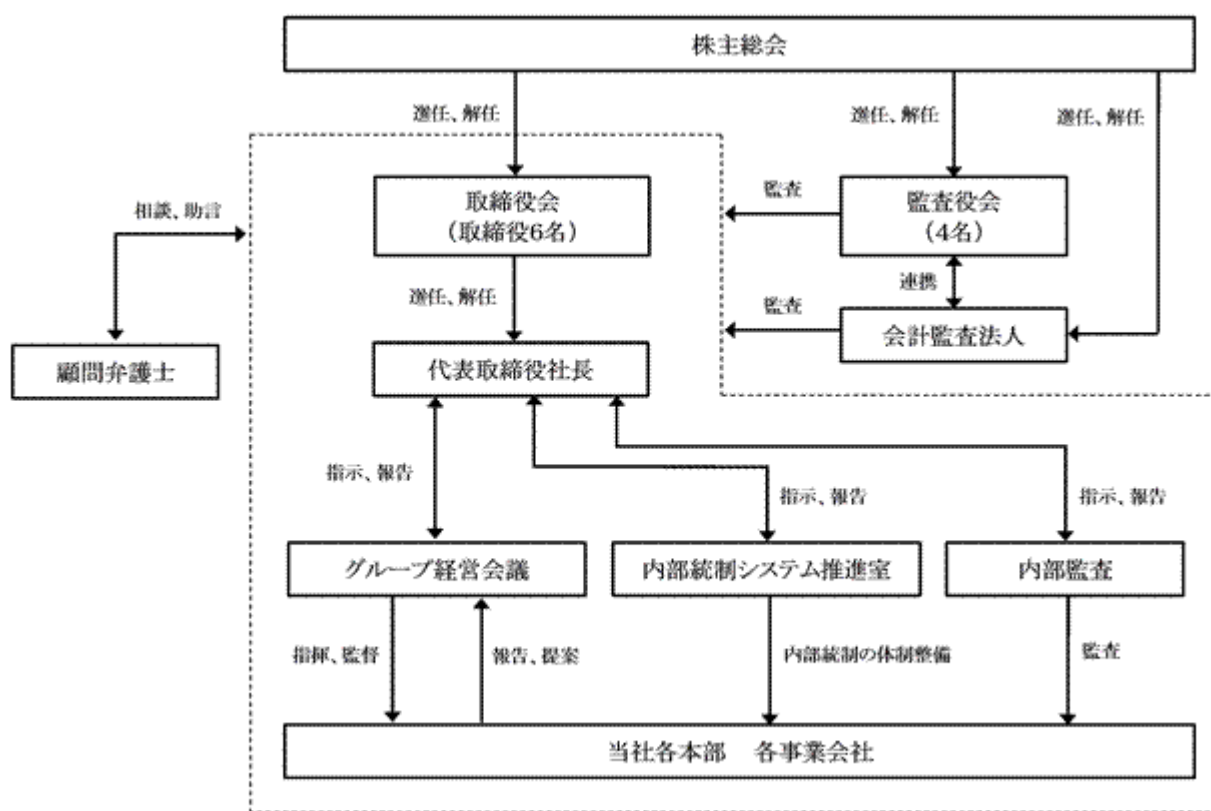 株主総会
選任、解任
選任、解任
選任、解任
取締役会
（取締役6名）
監査
監査役会
（4名）
相談、助言
選任、解任
連携
監査
会計監査法人
顧問弁護士
代表取締役社長
指示、報告
指示、報告
指示、報告
グループ経営会議
内部統制システム推進室
内部監査
指揮、監督
報告、提案
内部統制の体制整備
監査
当社各本部　各事業会社